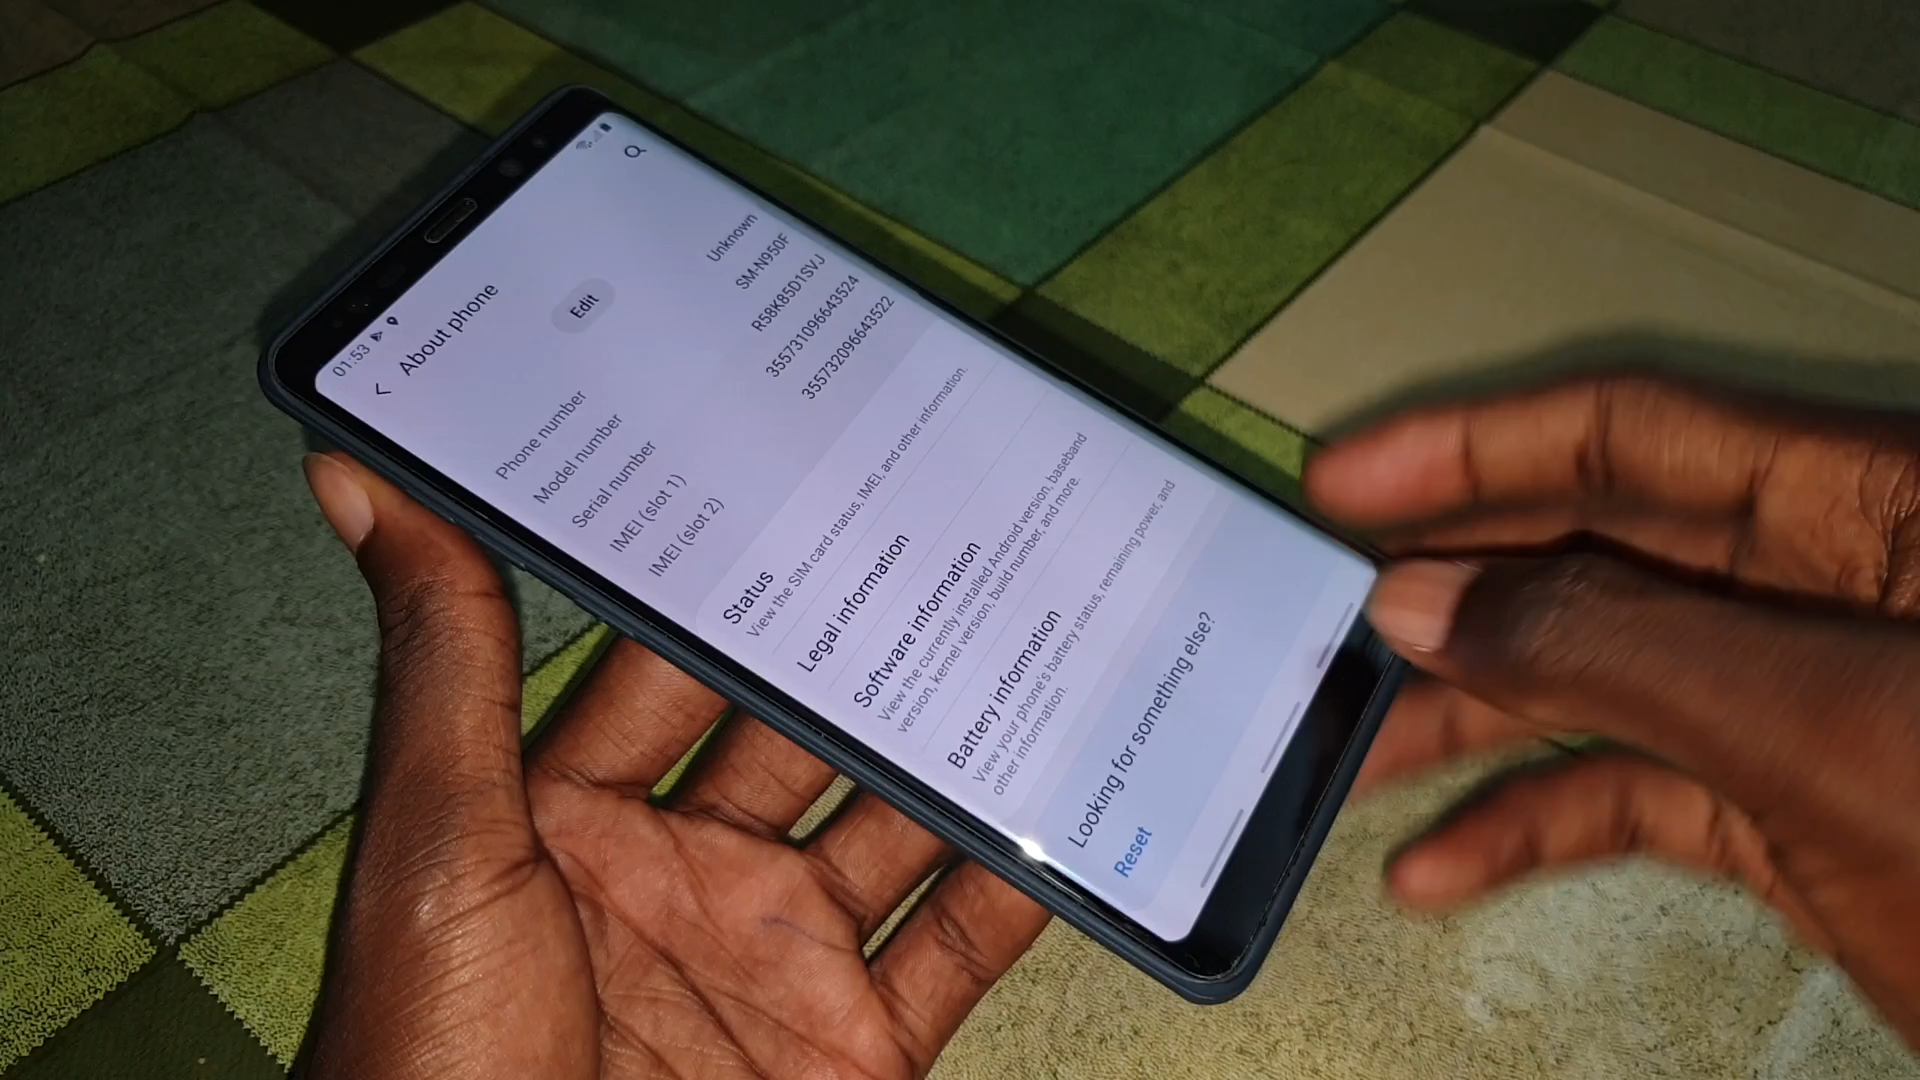 01:53
About phone
Edit
Phone number Unknown
Model number SM-N950F
Serial number R58K85D1SVJ
IMEI (slot 1) 355731096643524
IMEI (slot 2) 355732096643522
Status
View the SIM card status, IMEI, and other information.
Legal information
Software information
View the currently installed Android version, baseband
version, kernel version, build number, and more.
Battery information
View your phone's battery status, remaining power, and
other information.
Looking for something else?
Reset